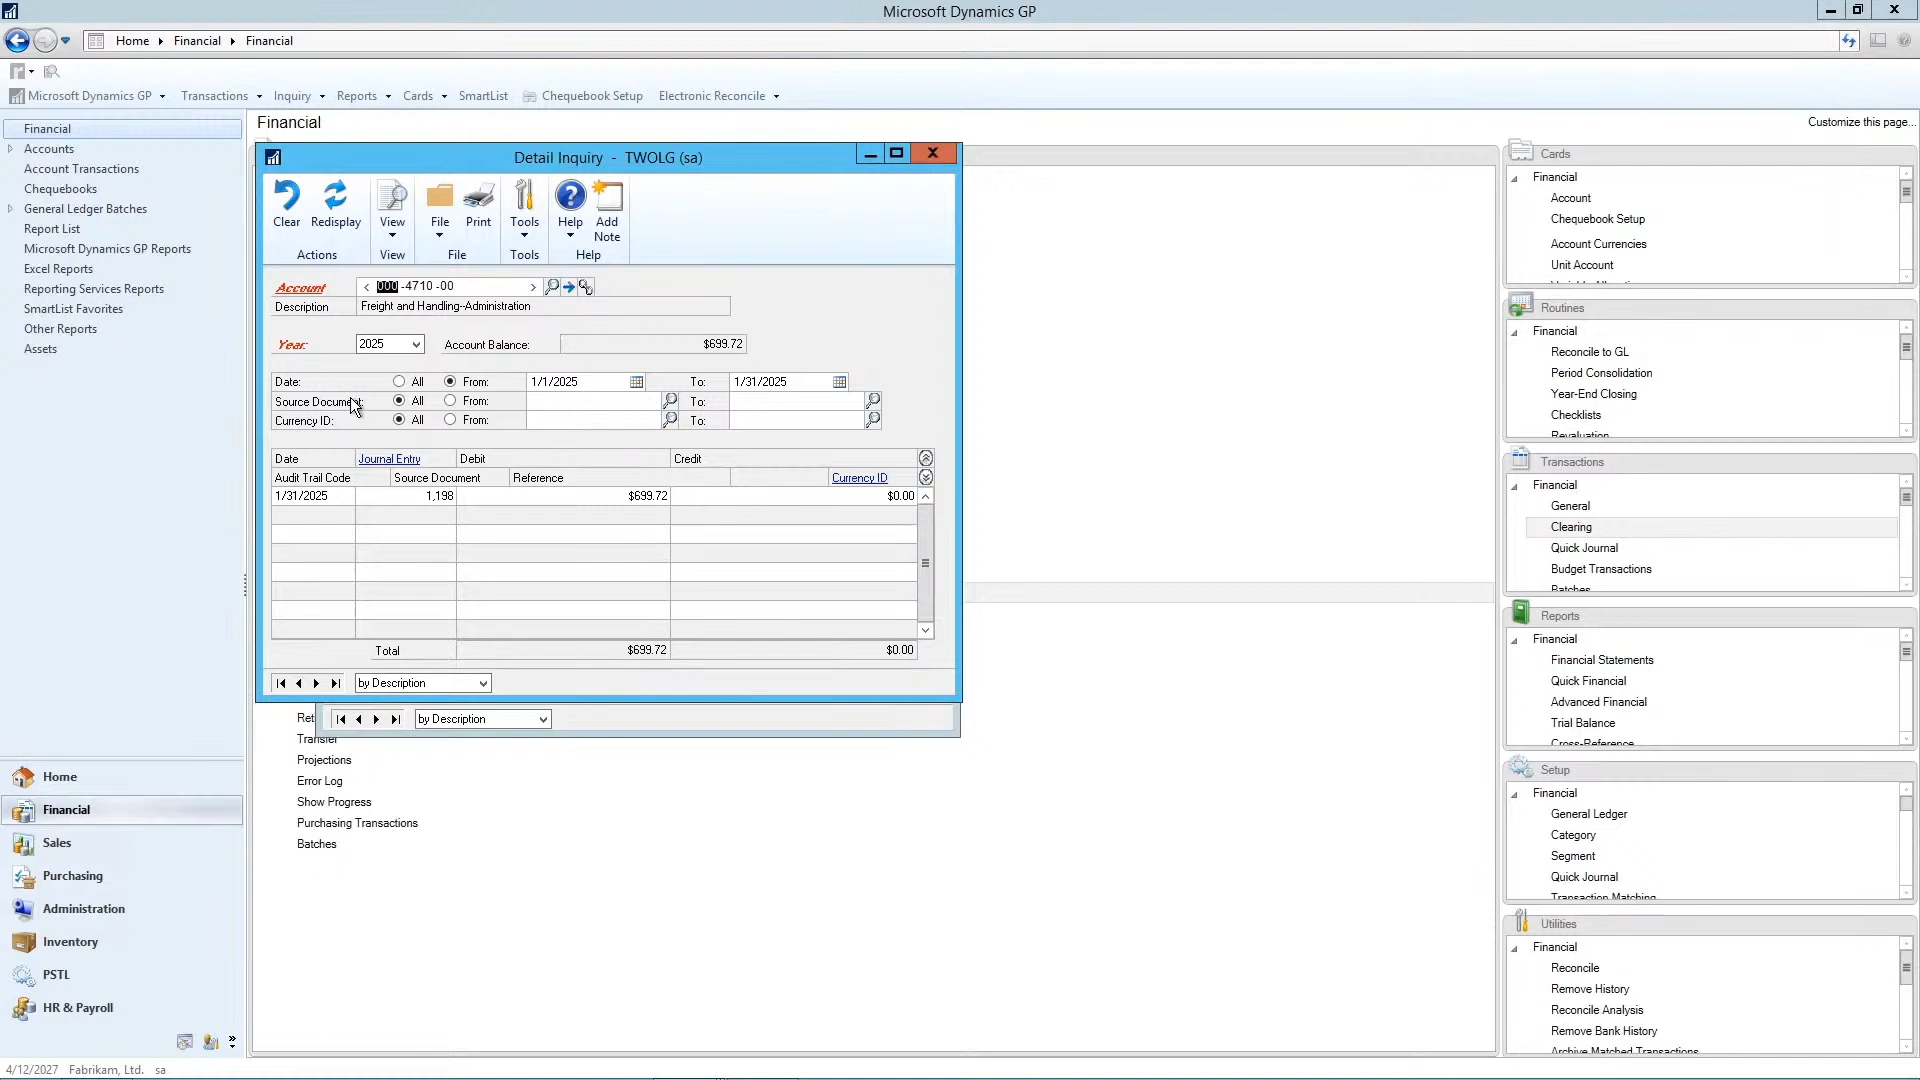 Microsoft Dynamics GP
Home Financial Financial
Microsoft Dynamics GP Transactions Inquiry Reports Cards SmartList Chequebook Setup Electronic Reconcile
Financial
Accounts
Account Transactions
Chequebooks
General Ledger Batches
Report List
Microsoft Dynamics GP Reports
Excel Reports
Reporting Services Reports
SmartList Favorites
Other Reports
Assets
Home
Financial
Sales
Purchasing
Administration
Inventory
PSTL
HR & Payroll
Financial
Customize this page...
Detail Inquiry - TWOLG (sa)
Clear Redisplay View File Print Tools Help Add Note
Actions View File Tools Help
Account 000 -4710 -00
Description Freight and Handling--Administration
Year: 2025 Account Balance: $699.72
Date: All From: 1/1/2025 To: 1/31/2025
Source Document: All From: To:
Currency ID: All From: To:
Date Journal Entry Debit Credit
Audit Trail Code Source Document Reference Currency ID
1/31/2025 1,198 $699.72 $0.00
Total $699.72 $0.00
by Description
Ret
by Description
Transfer
Projections
Error Log
Show Progress
Purchasing Transactions
Batches
Cards
Financial
Account
Chequebook Setup
Account Currencies
Unit Account
Routines
Financial
Reconcile to GL
Period Consolidation
Year-End Closing
Checklists
Revaluation
Transactions
Financial
General
Clearing
Quick Journal
Budget Transactions
Batches
Reports
Financial
Financial Statements
Quick Financial
Advanced Financial
Trial Balance
Cross-Reference
Setup
Financial
General Ledger
Category
Segment
Quick Journal
Transaction Matching
Utilities
Financial
Reconcile
Remove History
Reconcile Analysis
Remove Bank History
Archive Matched Transactions
4/12/2027 Fabrikam, Ltd. sa